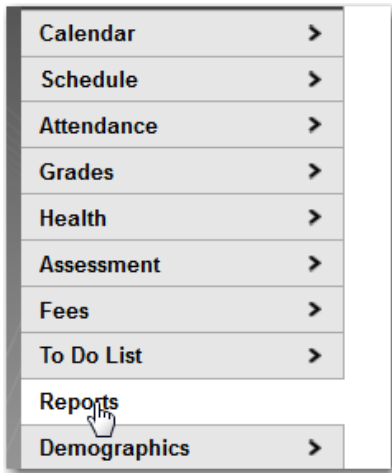 Calendar
Schedule
Attendance
Grades
Health
Assessment
Fees
To Do List
Reports
Demographics